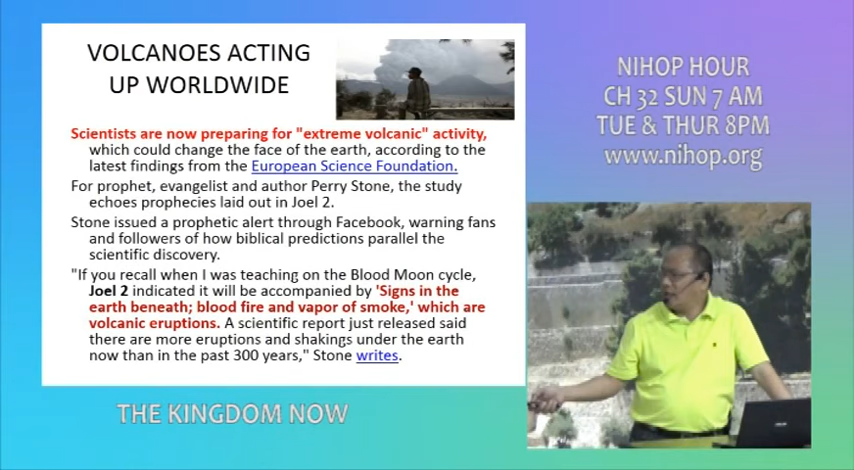 VOLCANOES ACTING
UP WORLDWIDE
Scientists are now preparing for "extreme volcanic" activity,
which could change the face of the earth, according to the
latest findings from the European Science Foundation.
For prophet, evangelist and author Perry Stone, the study
echoes prophecies laid out in Joel 2.
Stone issued a prophetic alert through Facebook, warning fans
and followers of how biblical predictions parallel the
scientific discovery.
"If you recall when I was teaching on the Blood Moon cycle,
Joel 2 indicated it will be accompanied by 'Signs in the
earth beneath; blood fire and vapor of smoke,' which are
volcanic eruptions. A scientific report just released said
there are more eruptions and shakings under the earth
now than in the past 300 years," Stone writes.
NIHOP HOUR
CH 32 SUN 7 AM
TUE & THUR 8PM
www.nihop.org
THE KINGDOM NOW